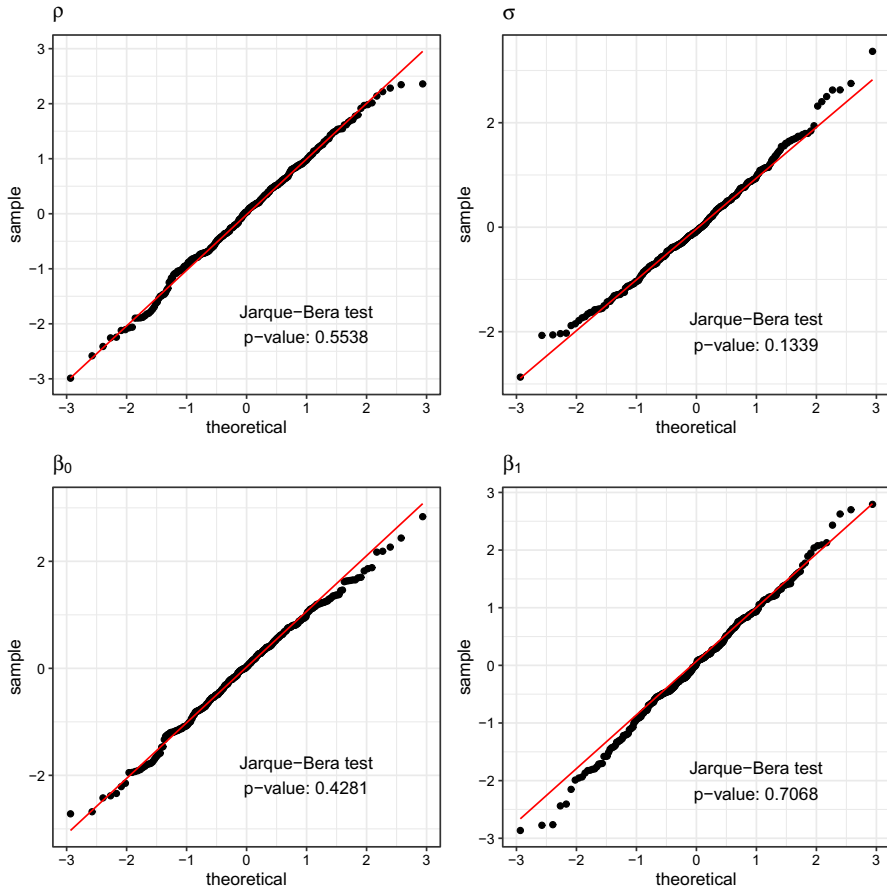 ρ
3
2
1
0
−1
−2
−3
sample
Jarque−Bera test
p−value: 0.5538
−3 −2 −1 0 1 2 3
theoretical
σ
2
0
−2
sample
Jarque−Bera test
p−value: 0.1339
−3 −2 −1 0 1 2 3
theoretical
β₀
2
0
−2
sample
Jarque−Bera test
p−value: 0.4281
−3 −2 −1 0 1 2 3
theoretical
β₁
3
2
1
0
−1
−2
−3
sample
Jarque−Bera test
p−value: 0.7068
−3 −2 −1 0 1 2 3
theoretical